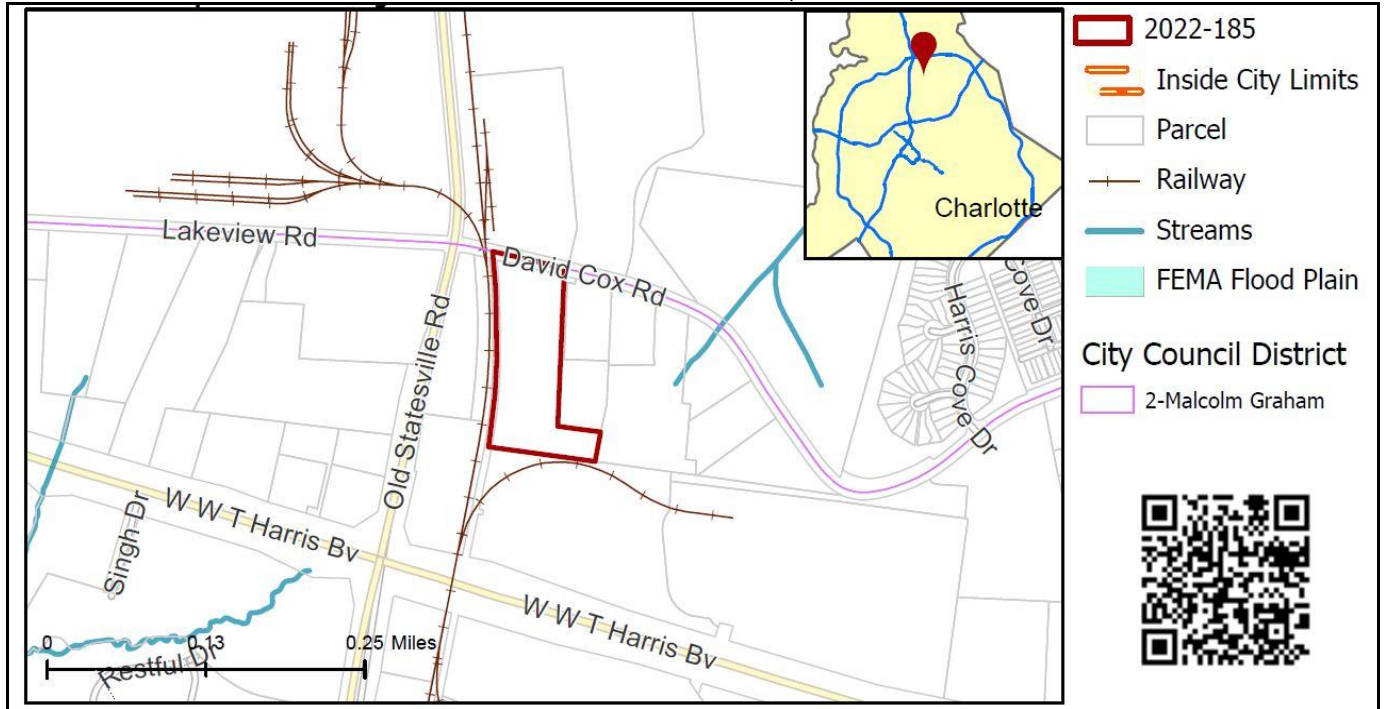 Lakeview Rd
David Cox Rd
Old Statesville Rd
Harris Cove Dr
Cove Dr
W W T Harris Bv
W W T Harris Bv
Singh Dr
Restful Dr
0 0.13 0.25 Miles
Charlotte
2022-185
Inside City Limits
Parcel
Railway
Streams
FEMA Flood Plain
City Council District
2-Malcolm Graham